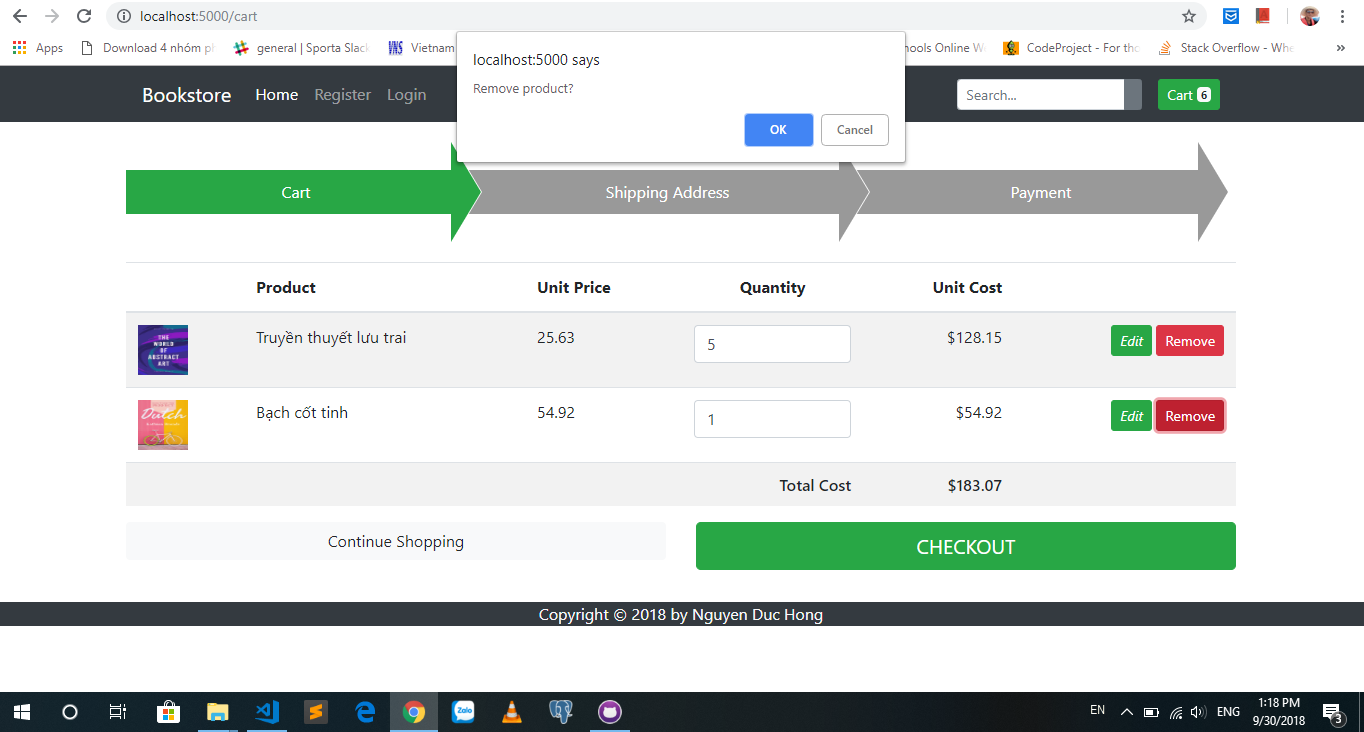 localhost:5000/cart
Apps Download 4 nhóm general | Sporta Slack Vietnam Online CodeProject - For Stack Overflow - »
localhost:5000 says
Remove product?
OK Cancel
Bookstore Home Register Login Search... Cart 6
Cart Shipping Address Payment
Product Unit Price Quantity Unit Cost
THE WORLD OF ABSTRACT ART
Truyền thuyết lưu trai 25.63 5 $128.15 Edit Remove
Dutch
Bạch cốt tinh 54.92 1 $54.92 Edit Remove
Total Cost $183.07
Continue Shopping CHECKOUT
Copyright © 2018 by Nguyen Duc Hong
Zalo EN ENG 1:18 PM
9/30/2018 3